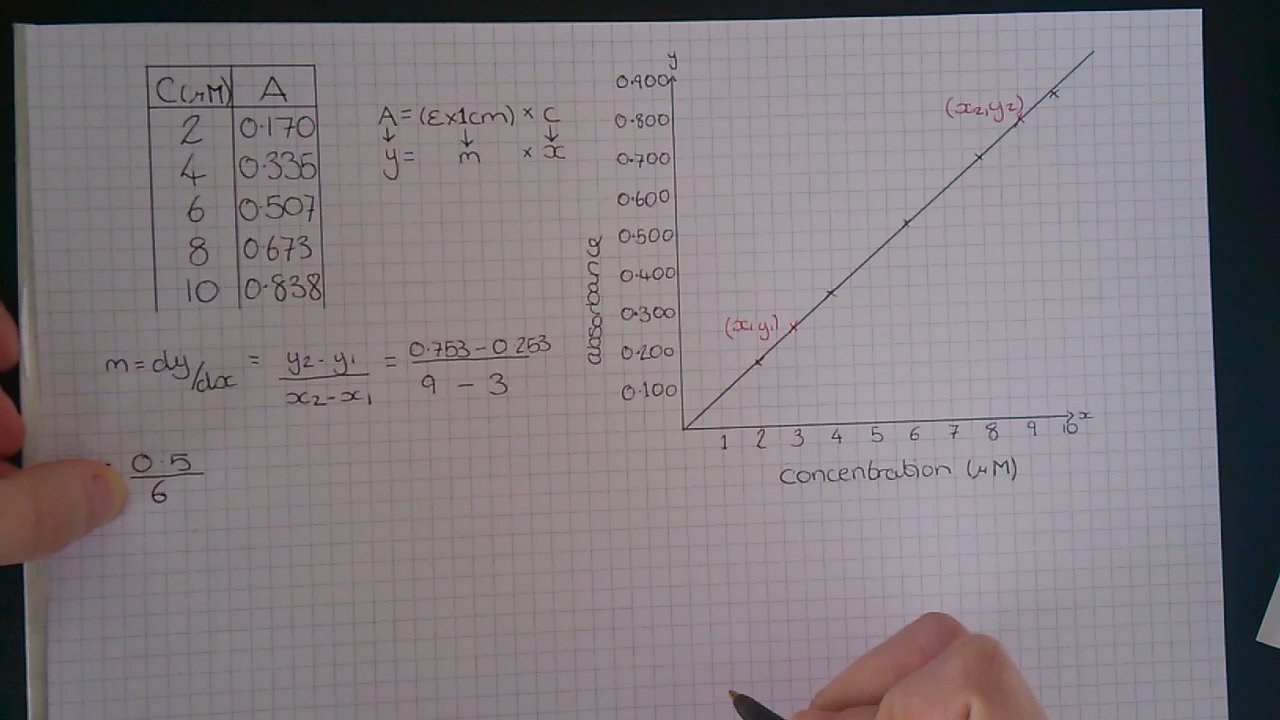 C(μM) A
2 0.170
4 0.335
6 0.507
8 0.673
10 0.838
A = (ε x 1cm) x C
↓ ↓ ↓
y = m x x
m = dy/dx = y₂ - y₁ / x₂ - x₁ = 0.753 - 0.253 / 9 - 3
0.5 / 6
y
0.900
0.800
0.700
0.600
0.500
0.400
0.300
0.200
0.100
absorbance
(x₂,y₂)
(x₁y₁)
1 2 3 4 5 6 7 8 9 10 x
concentration (μM)